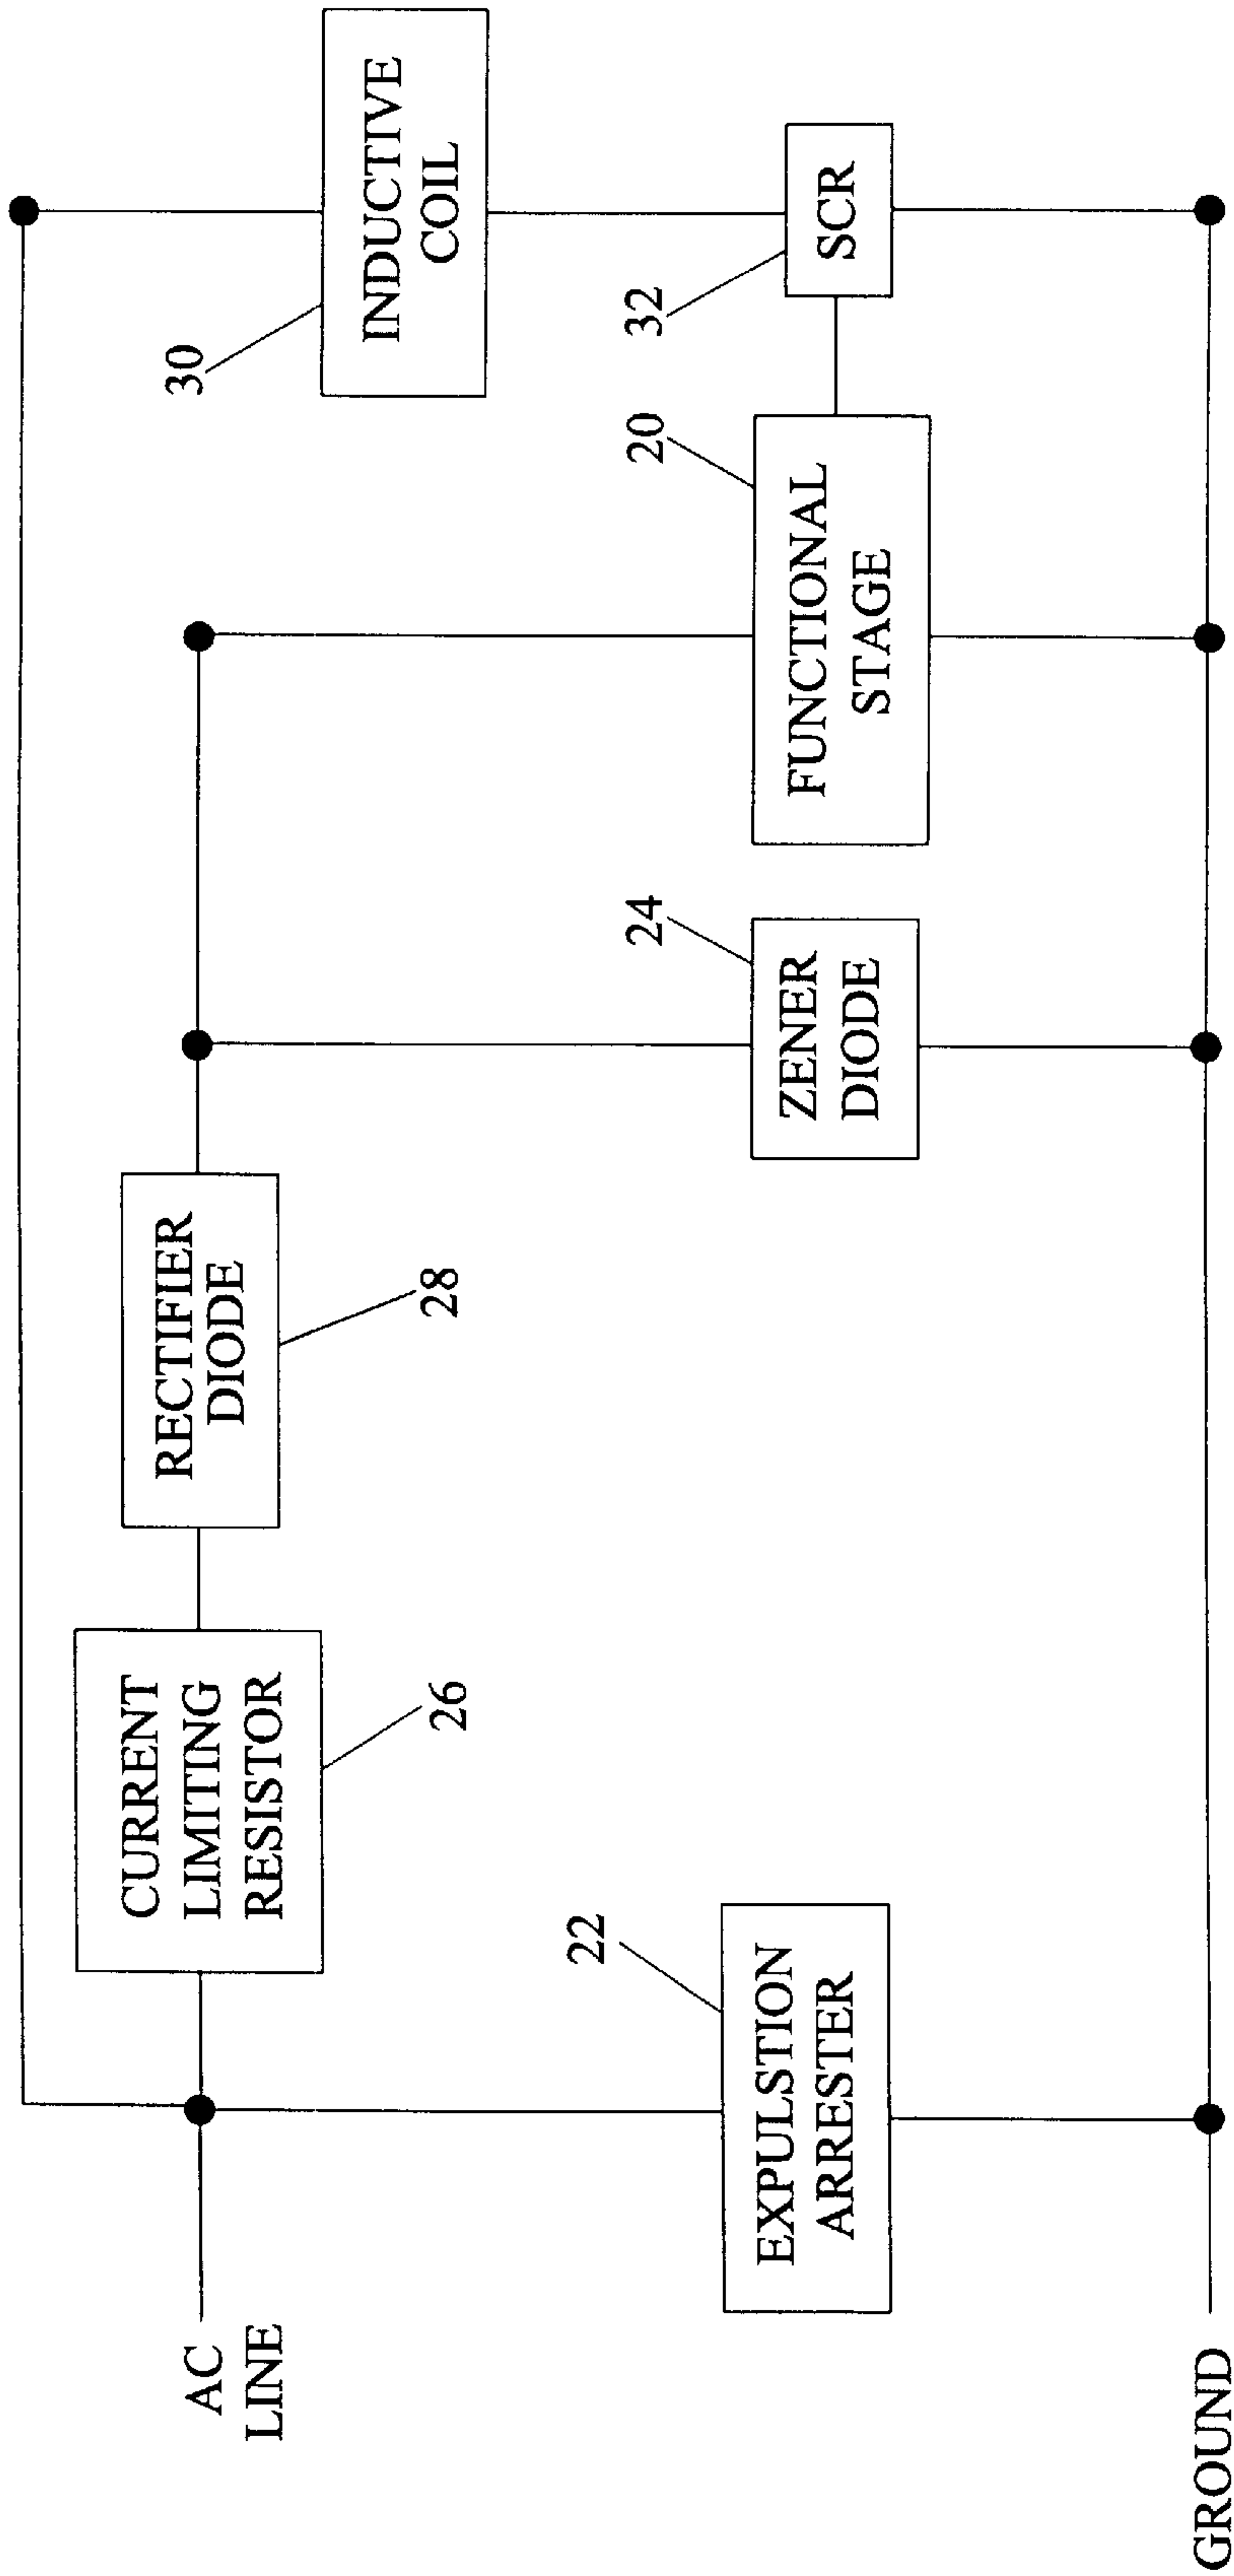 AC
LINE
CURRENT
LIMITING
RESISTOR
26
RECTIFIER
DIODE
28
30
INDUCTIVE
COIL
EXPULSTION
ARRESTER
22
ZENER
DIODE
24
FUNCTIONAL
STAGE
20
SCR
32
GROUND